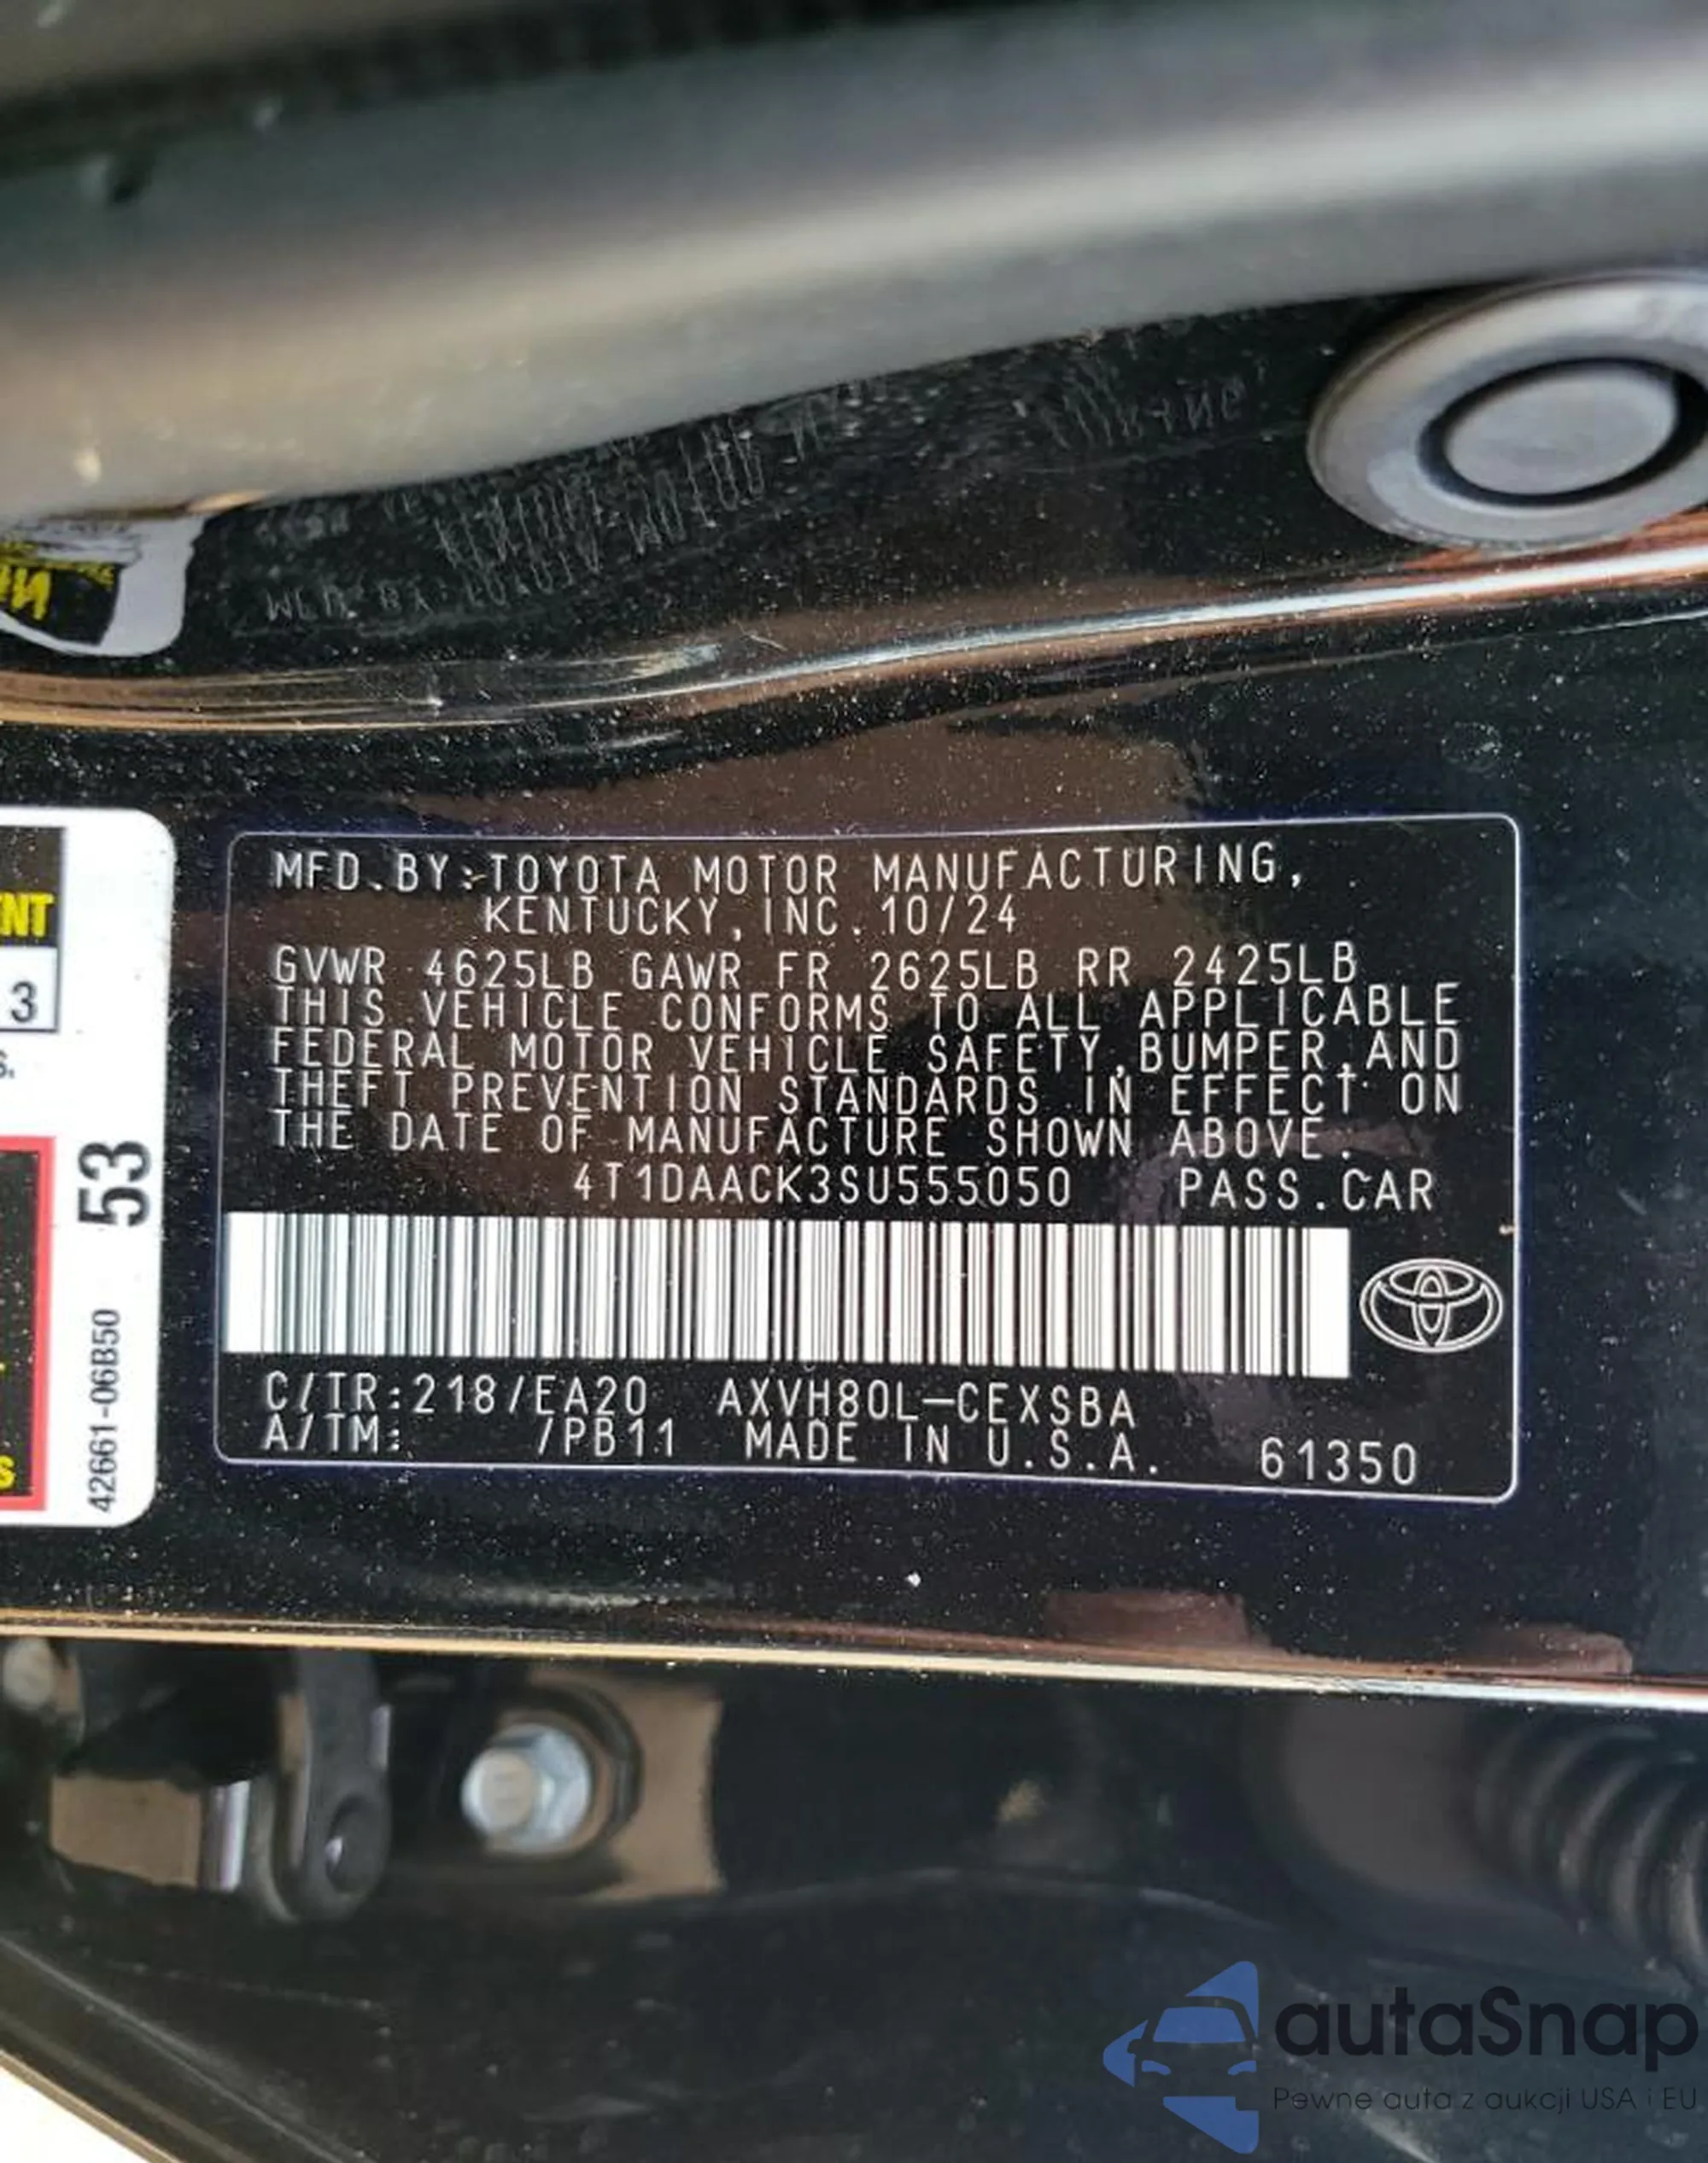 MFD.BY:TOYOTA MOTOR MANUFACTURING,
KENTUCKY, INC. 10/24
GVWR 4625LB GAWR FR 2625LB RR 2425LB
THIS VEHICLE CONFORMS TO ALL APPLICABLE
FEDERAL MOTOR VEHICLE SAFETY,BUMPER,AND
THEFT PREVENTION STANDARDS IN EFFECT ON
THE DATE OF MANUFACTURE SHOWN ABOVE.
4T1DAACK3SU555050 PASS.CAR
C/TR:218/EA20 AXVH80L-CEXSBA
A/TM: /PB11 MADE IN U.S.A. 61350
3
53
42661-06B50
autaSnap
Pewne auta z aukcji USA i EU